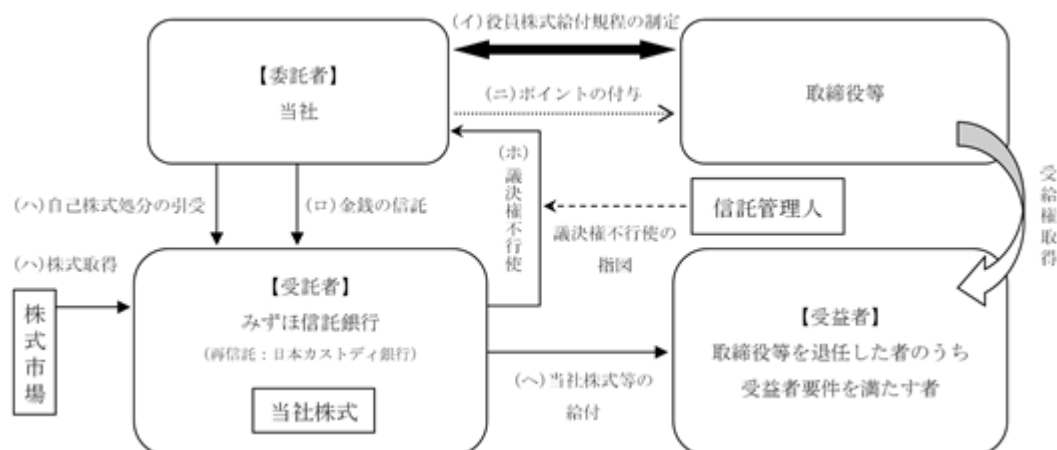 (イ)役員株式給付規程の制定
【委託者】
当社
取締役等
(ニ)ポイントの付与
(ホ)議決権不行使
(ハ)自己株式処分の引受
(ロ)金銭の信託
信託管理人
議決権不行使の
指図
受給権取得
(ハ)株式取得
株式市場
【受託者】
みずほ信託銀行
(再信託：日本カストディ銀行)
当社株式
(ヘ)当社株式等の
給付
【受益者】
取締役等を退任した者のうち
受益者要件を満たす者